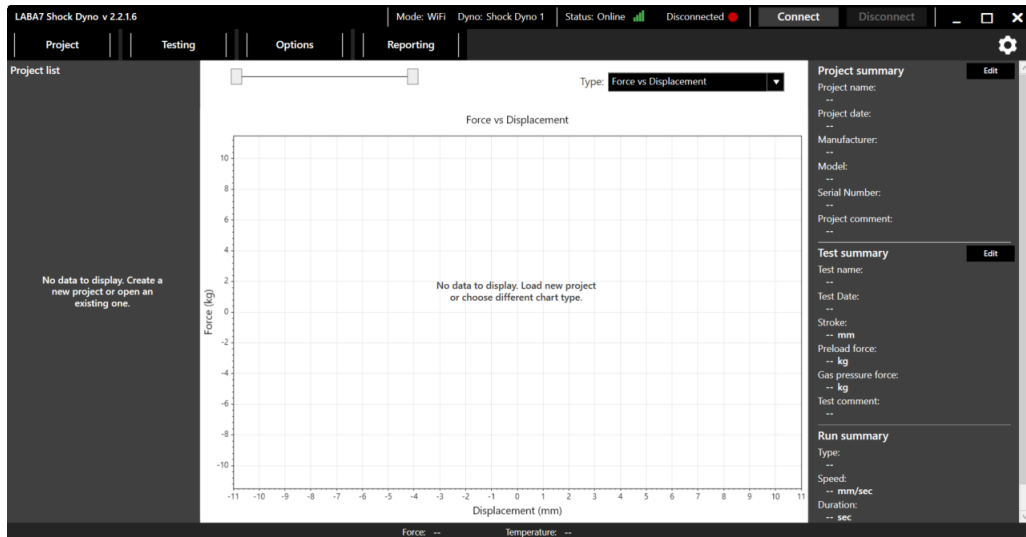 LABA7 Shock Dyno v 2.2.1.6
Mode: WiFi Dyno: Shock Dyno 1 Status: Online Disconnected Connect Disconnect
Project Testing Options Reporting
Project list
No data to display. Create a
new project or open an
existing one.
Type: Force vs Displacement
Force vs Displacement
Force (kg)
10
8
6
4
2
0
-2
-4
-6
-8
-10
No data to display. Load new project
or choose different chart type.
-11 -10 -9 -8 -7 -6 -5 -4 -3 -2 -1 0 1 2 3 4 5 6 7 8 9 10 11
Displacement (mm)
Project summary Edit
Project name:
--
Project date:
--
Manufacturer:
--
Model:
--
Serial Number:
--
Project comment:
--
Test summary Edit
Test name:
--
Test Date:
--
Stroke:
-- mm
Preload force:
-- kg
Gas pressure force:
-- kg
Test comment:
--
Run summary
Type:
--
Speed:
-- mm/sec
Duration:
-- sec
Force: -- Temperature: --